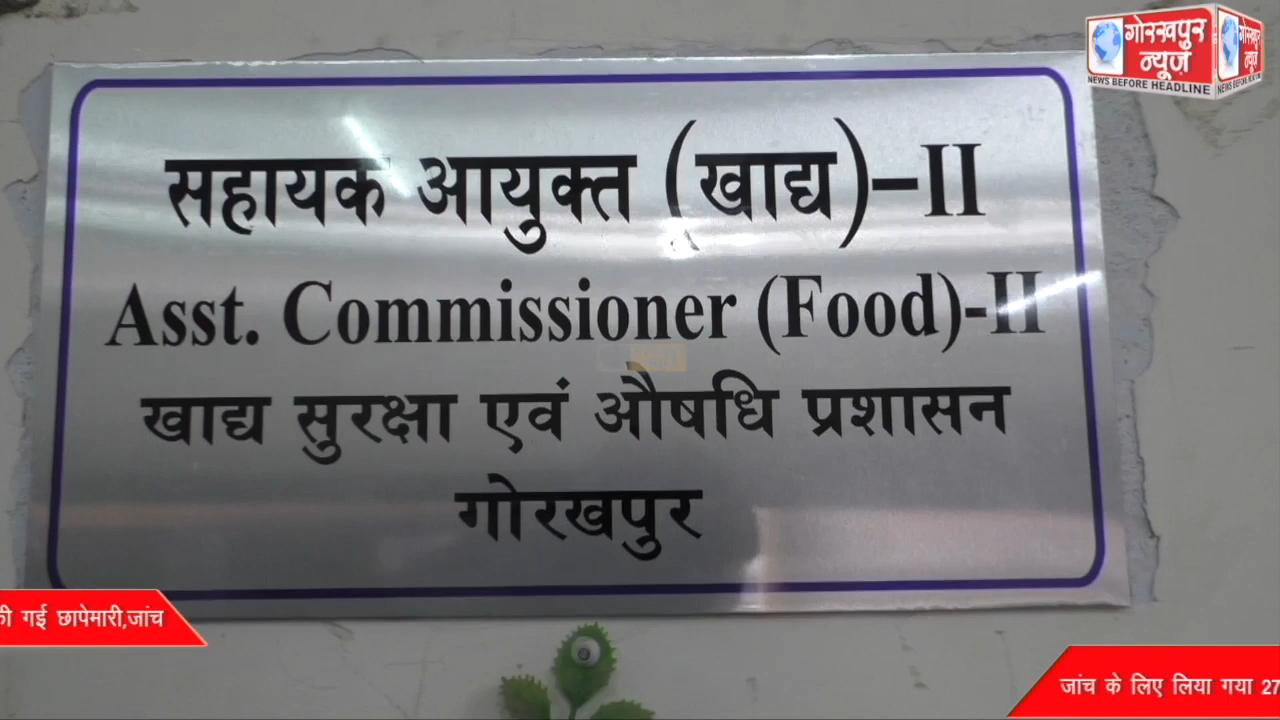 गोरखपुर
न्यूज़
NEWS BEFORE HEADLINE
सहायक आयुक्त (खाद्य)-II
Asst. Commissioner (Food)-II
खाद्य सुरक्षा एवं औषधि प्रशासन
गोरखपुर
गई छापेमारी,जांच
जांच के लिए लिया गया 27